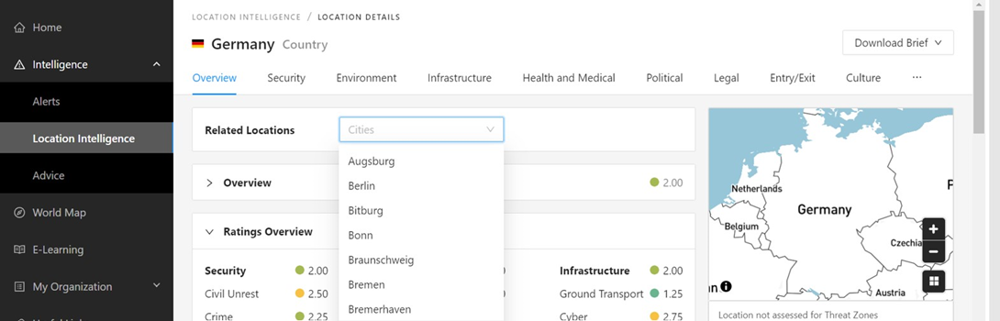 Home
Intelligence
Alerts
Location Intelligence
Advice
World Map
E-Learning
My Organization
LOCATION INTELLIGENCE / LOCATION DETAILS
Germany Country
Download Brief
Overview Security Environment Infrastructure Health and Medical Political Legal Entry/Exit Culture ...
Related Locations Cities
Augsburg
Berlin
Bitburg
Bonn
Braunschweig
Bremen
Bremerhaven
Overview 2.00
Ratings Overview
Security 2.00
Civil Unrest 2.50
Crime 2.25
Infrastructure 2.00
Ground Transport 1.25
Cyber 2.75
Netherlands
Germany
Belgium
Czechia
Austria
+
−
Location not assessed for Threat Zones